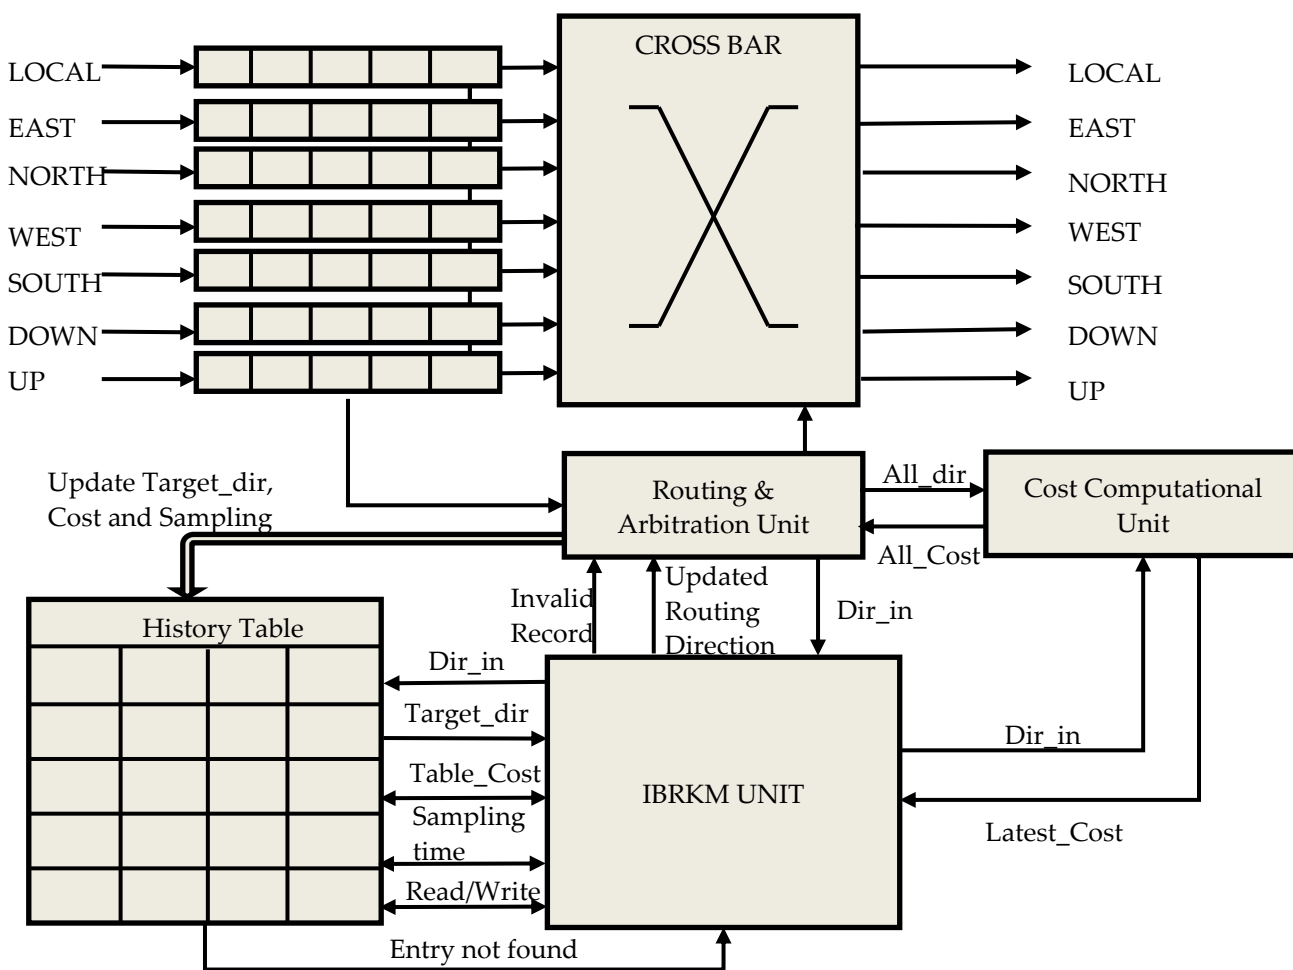 CROSS BAR
LOCAL
EAST
NORTH
WEST
SOUTH
DOWN
UP
LOCAL
EAST
NORTH
WEST
SOUTH
DOWN
UP
Update Target_dir,
Cost and Sampling
Routing &
Arbitration Unit
All_dir
All_Cost
Cost Computational
Unit
Invalid
Record
Updated
Routing
Direction
Dir_in
History Table
Dir_in
Target_dir
Table_Cost
Sampling
time
Read/Write
IBRKM UNIT
Dir_in
Latest_Cost
Entry not found